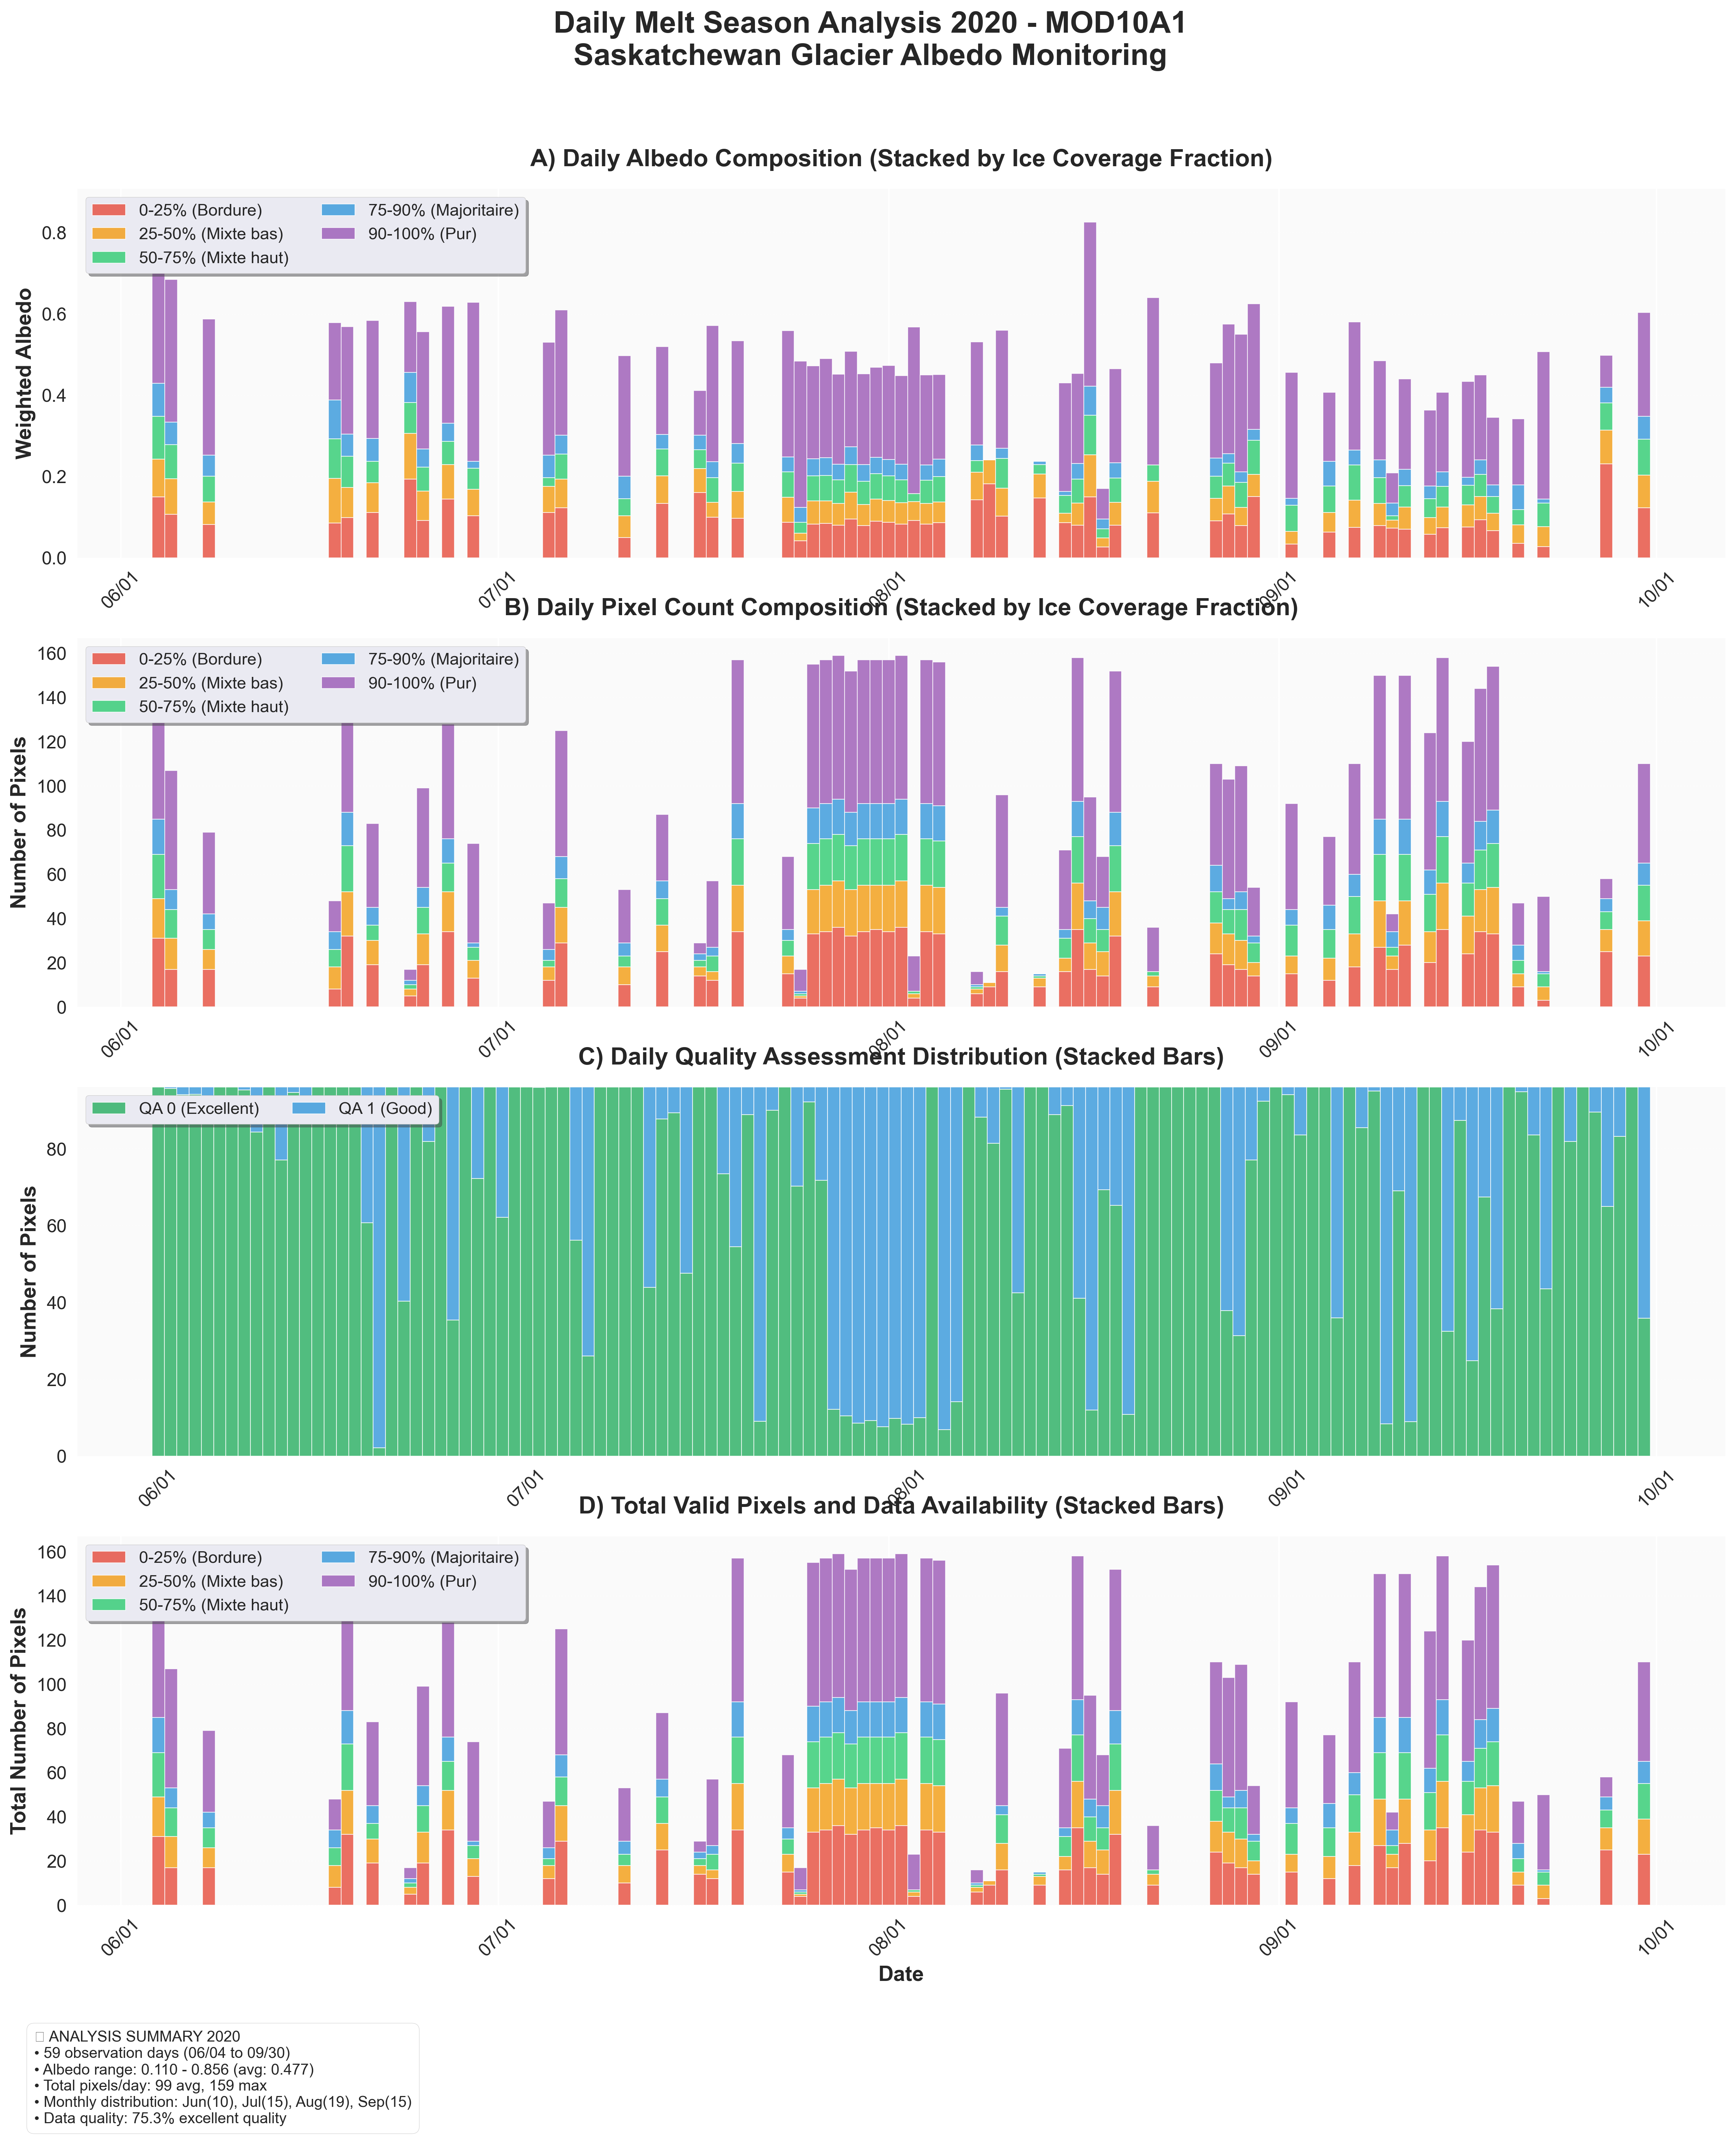 Daily Melt Season Analysis 2020 - MOD10A1
Saskatchewan Glacier Albedo Monitoring
A) Daily Albedo Composition (Stacked by Ice Coverage Fraction)
0-25% (Bordure)
25-50% (Mixte bas)
50-75% (Mixte haut)
75-90% (Majoritaire)
90-100% (Pur)
Weighted Albedo
0.8
0.6
0.4
0.2
0.0
06/01
07/01
08/01
09/01
10/01
B) Daily Pixel Count Composition (Stacked by Ice Coverage Fraction)
0-25% (Bordure)
25-50% (Mixte bas)
50-75% (Mixte haut)
75-90% (Majoritaire)
90-100% (Pur)
Number of Pixels
160
140
120
100
80
60
40
20
0
06/01
07/01
08/01
09/01
10/01
C) Daily Quality Assessment Distribution (Stacked Bars)
QA 0 (Excellent)
QA 1 (Good)
Number of Pixels
80
60
40
20
0
06/01
07/01
08/01
09/01
10/01
D) Total Valid Pixels and Data Availability (Stacked Bars)
0-25% (Bordure)
25-50% (Mixte bas)
50-75% (Mixte haut)
75-90% (Majoritaire)
90-100% (Pur)
Total Number of Pixels
160
140
120
100
80
60
40
20
0
06/01
07/01
08/01
09/01
10/01
Date
ANALYSIS SUMMARY 2020
• 59 observation days (06/04 to 09/30)
• Albedo range: 0.110 - 0.856 (avg: 0.477)
• Total pixels/day: 99 avg, 159 max
• Monthly distribution: Jun(10), Jul(15), Aug(19), Sep(15)
• Data quality: 75.3% excellent quality